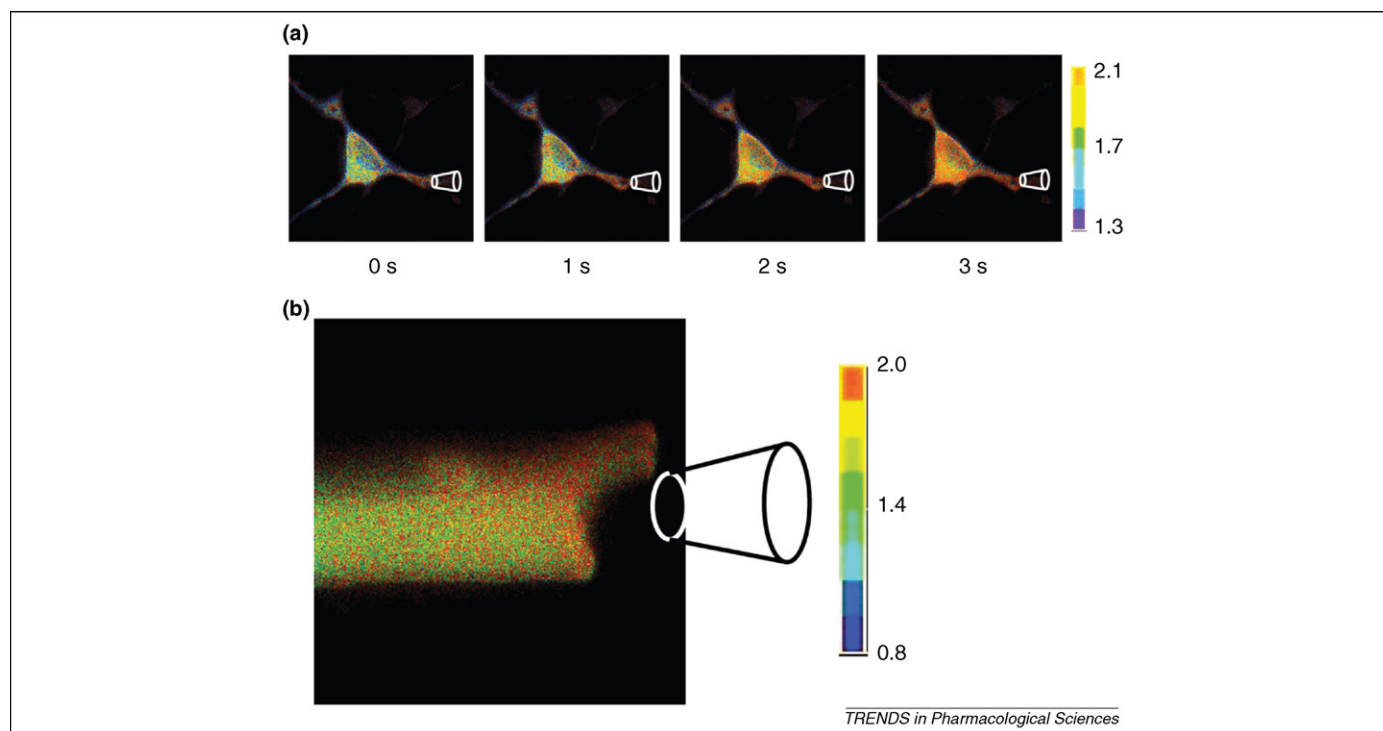 (a)
2.1
1.7
1.3
0 s
1 s
2 s
3 s
(b)
2.0
1.4
0.8
TRENDS in Pharmacological Sciences